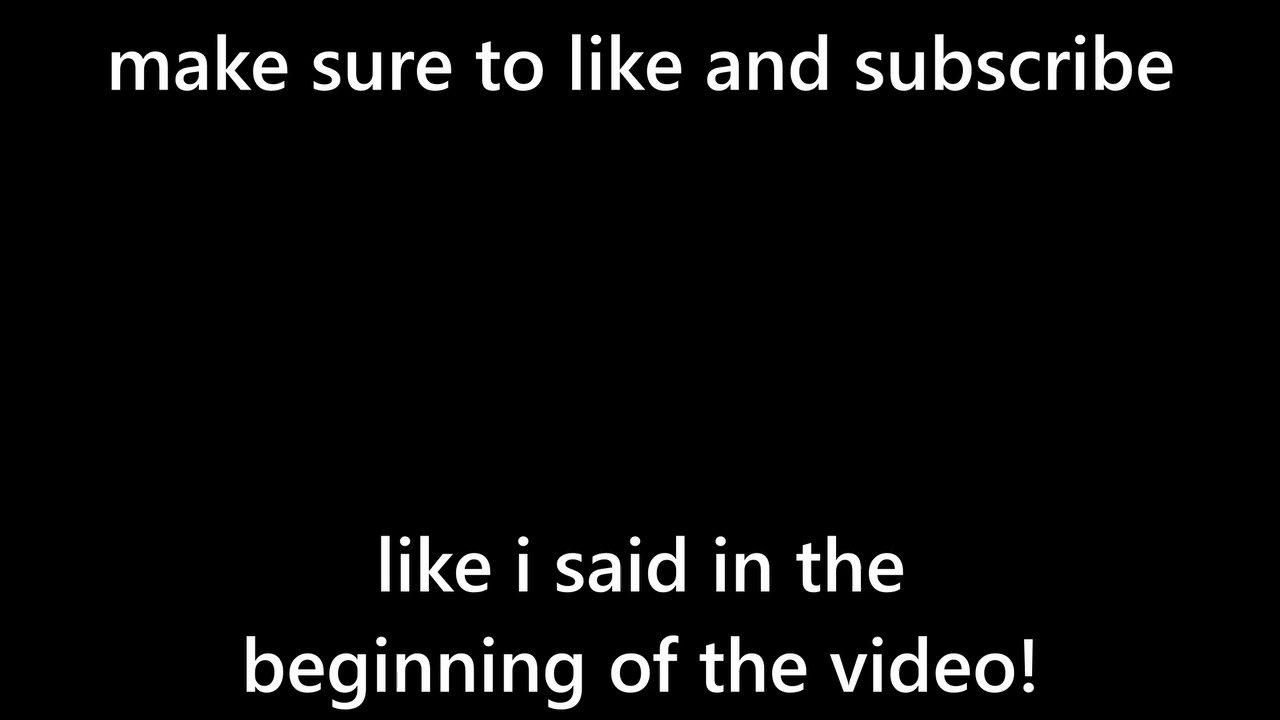 make sure to like and subscribe
like i said in the
beginning of the video!